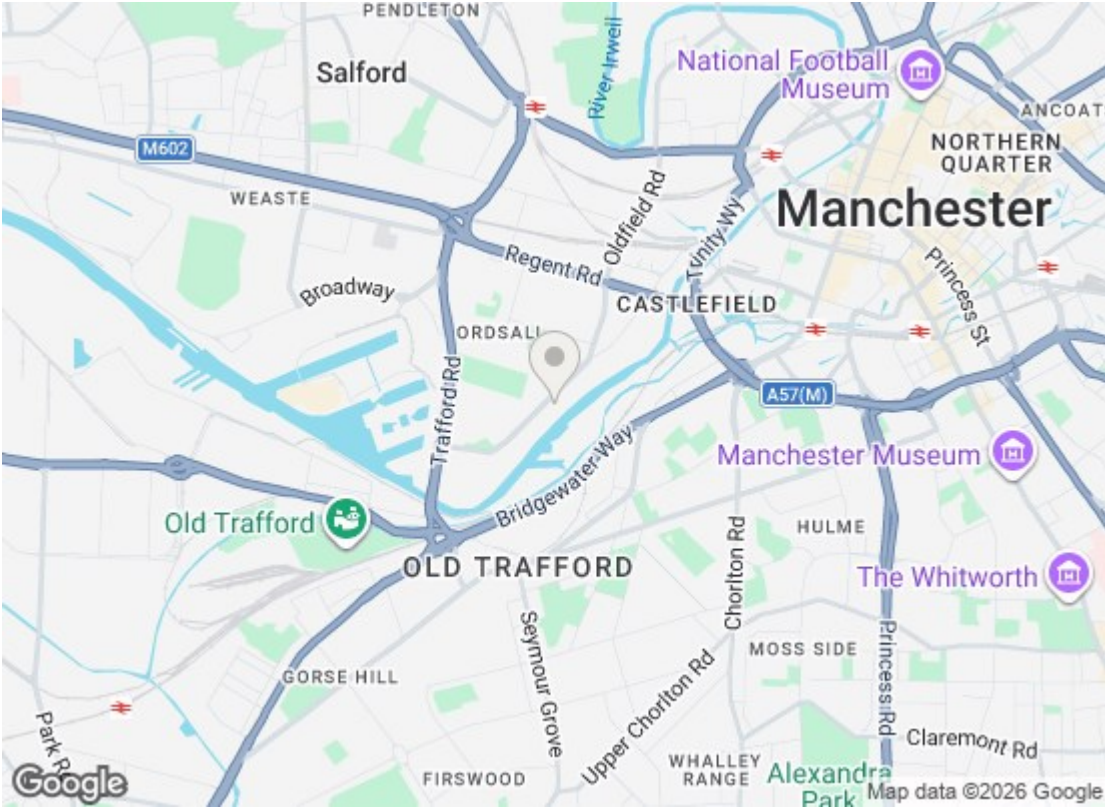 PENDLETON
Salford
River Irwell
National Football
Museum
ANCOAT
NORTHERN
QUARTER
M602
WEASTE
Oldfield Rd
Trinity Wy
Manchester
Regent Rd
Broadway
CASTLEFIELD
Princess St
ORDSALL
Trafford Rd
A57(M)
Bridgewater Way
Manchester Museum
Old Trafford
HULME
OLD TRAFFORD
Chorlton Rd
The Whitworth
Seymour Grove
MOSS SIDE
Princess Rd
GORSE HILL
Upper Chorlton Rd
Park Rd
Claremont Rd
WHALLEY
RANGE
FIRSWOOD
Alexandra
Park
Google
Map data ©2026 Google